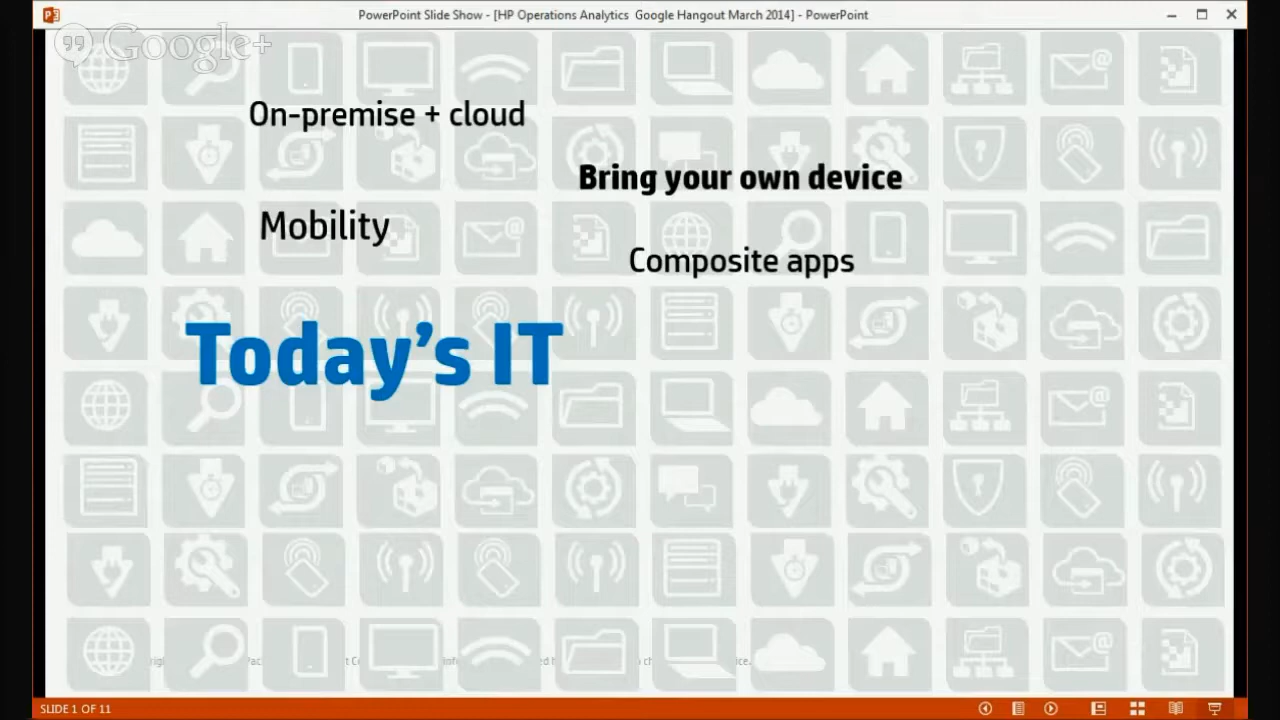 PowerPoint Slide Show - [HP Operations Analytics Google Hangout March 2014] - PowerPoint
Google+
On-premise + cloud
Bring your own device
Mobility
Composite apps
Today's IT
SLIDE 1 OF 11